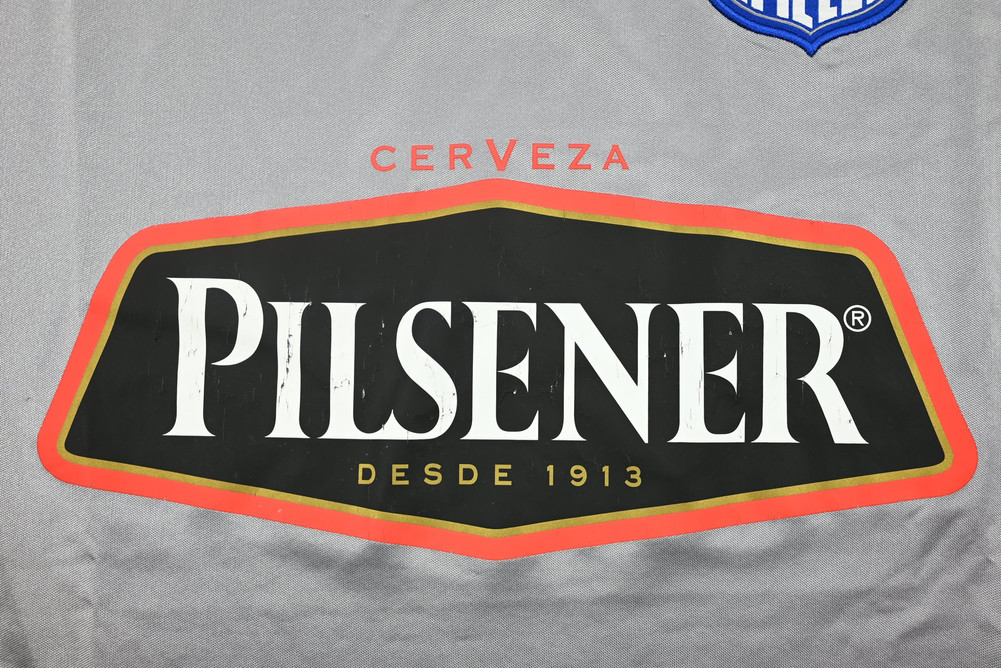 CERVEZA
PILSENER®
DESDE 1913